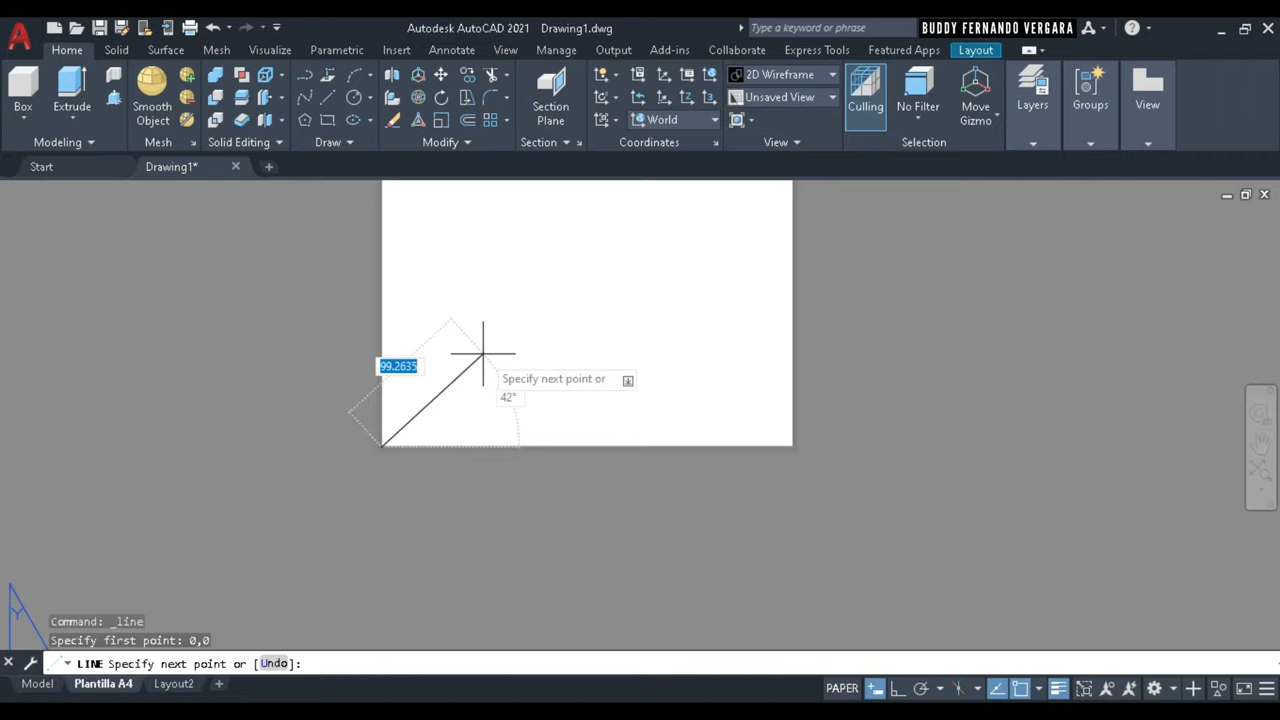 Autodesk AutoCAD 2021 Drawing1.dwg
Type a keyword or phrase
BUDDY FERNANDO VERGARA
Home Solid Surface Mesh Visualize Parametric Insert Annotate View Manage Output Add-ins Collaborate Express Tools Featured Apps Layout
2D Wireframe
Unsaved View
World
Box Extrude Smooth Object Section Plane Culling No Filter Move Gizmo Layers Groups View
Modeling Mesh Solid Editing Draw Modify Section Coordinates View Selection
Start Drawing1*
99.2635
Specify next point or
42°
Y
Command: _line
Specify first point: 0,0
LINE Specify next point or [Undo]:
Model Plantilla A4 Layout2 PAPER